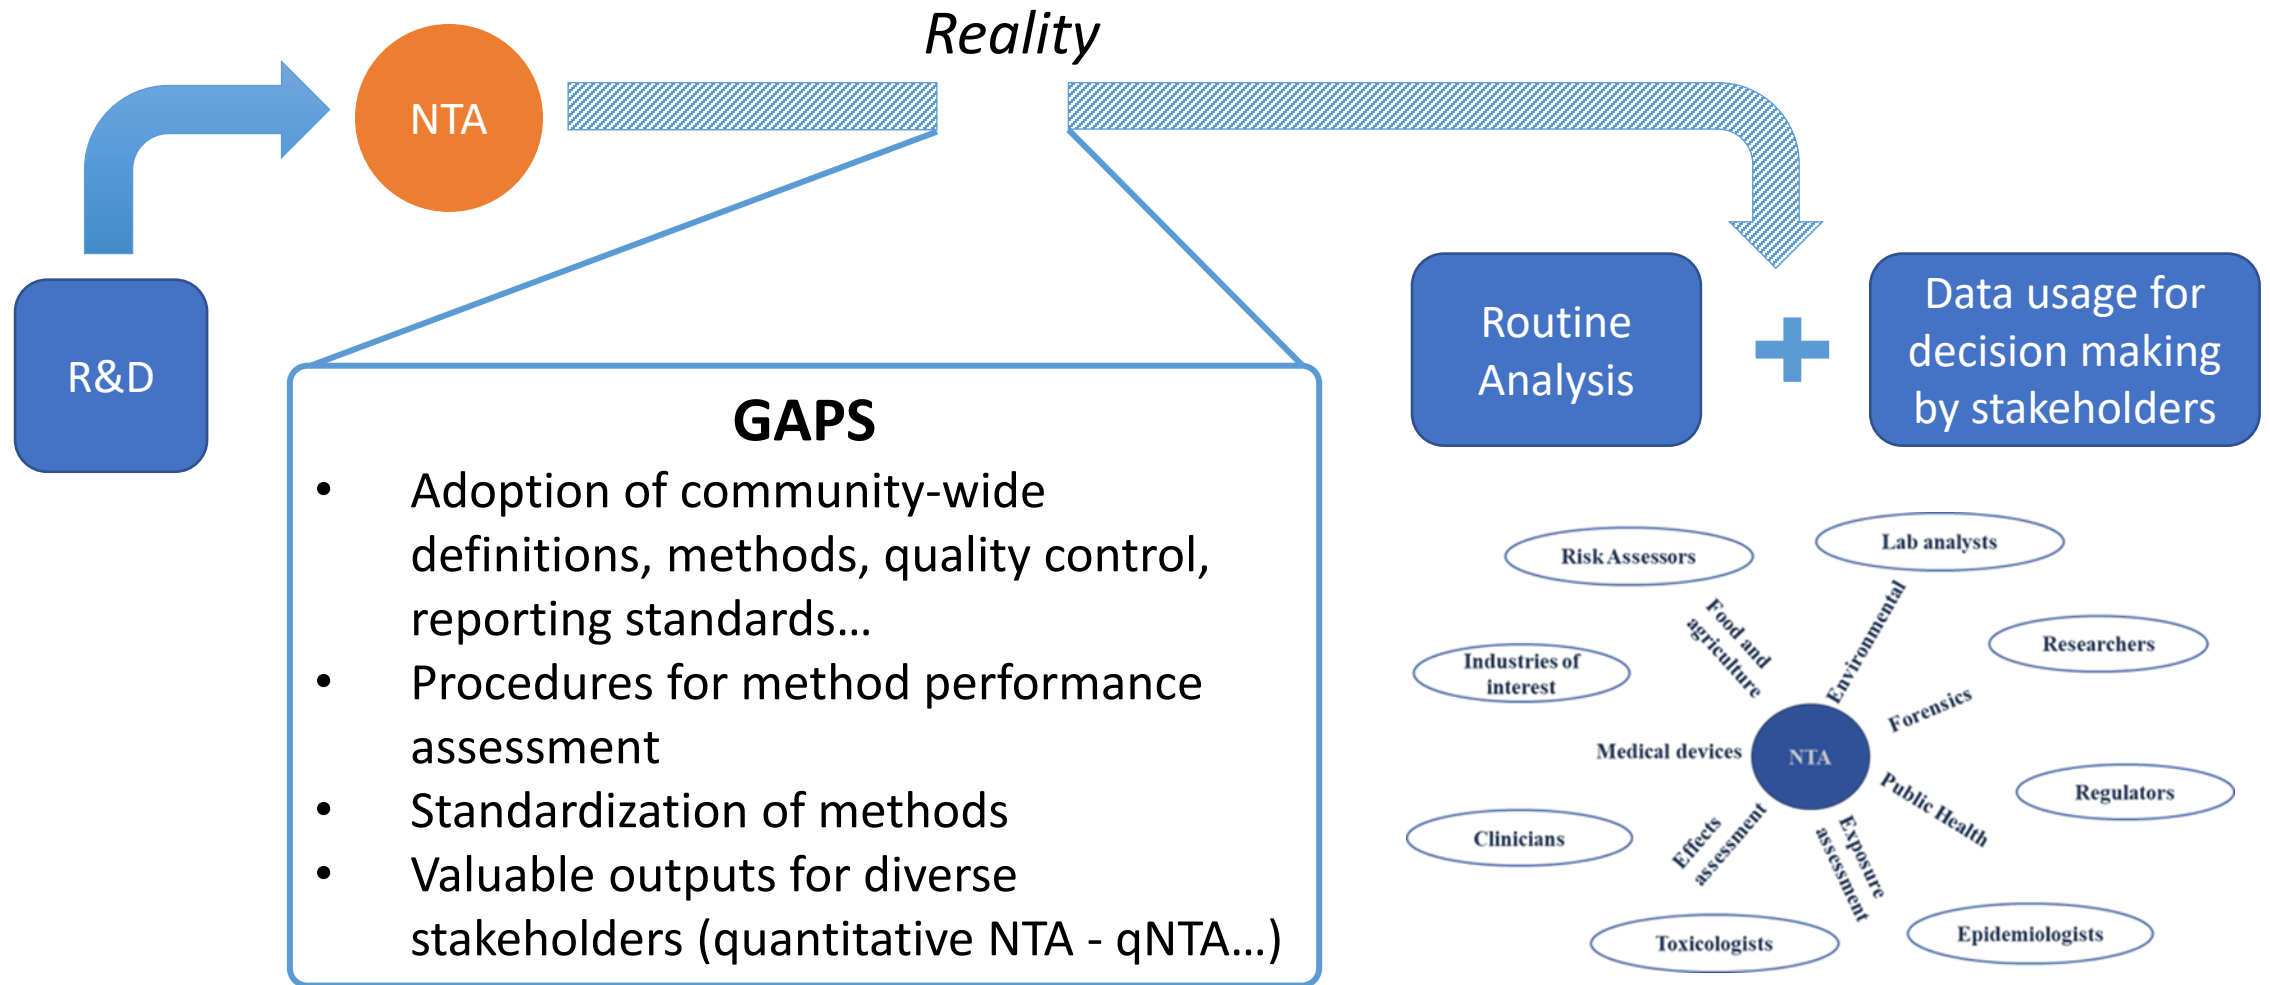 Reality
NTA
R&D
GAPS
• Adoption of community-wide
definitions, methods, quality control,
reporting standards...
• Procedures for method performance
assessment
• Standardization of methods
• Valuable outputs for diverse
stakeholders (quantitative NTA - qNTA...)
Routine
Analysis
Data usage for
decision making
by stakeholders
Risk Assessors
Lab analysts
Food and
agriculture
Environmental
Researchers
Industries of
interest
Forensics
Medical devices
NTA
Public Health
Regulators
Clinicians
Effects
assessment
Exposure
assessment
Toxicologists
Epidemiologists